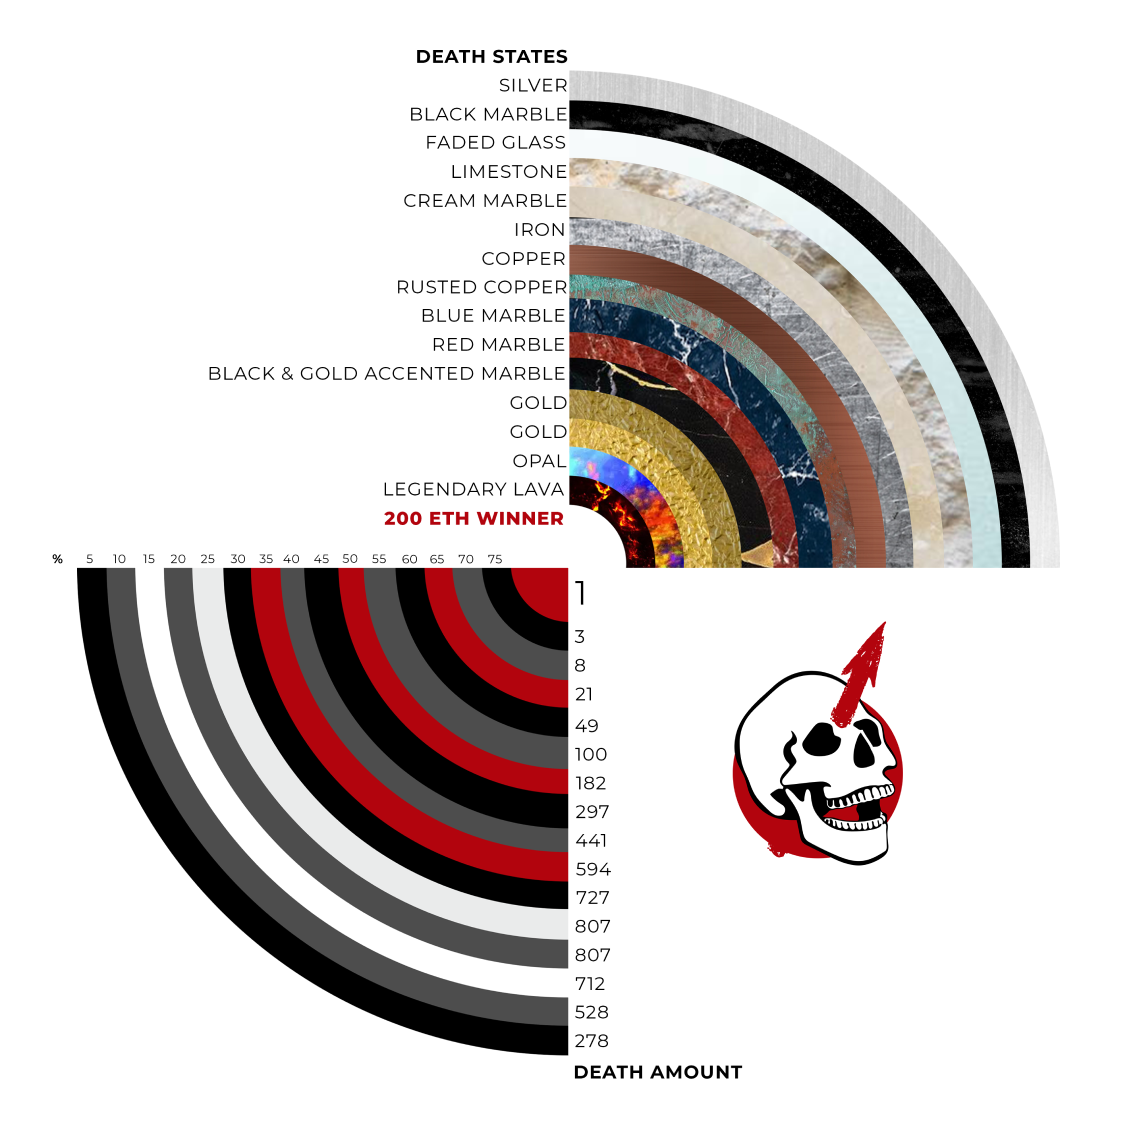 DEATH STATES
SILVER
BLACK MARBLE
FADED GLASS
LIMESTONE
CREAM MARBLE
IRON
COPPER
RUSTED COPPER
BLUE MARBLE
RED MARBLE
BLACK & GOLD ACCENTED MARBLE
GOLD
GOLD
OPAL
LEGENDARY LAVA
200 ETH WINNER
% 5 10 15 20 25 30 35 40 45 50 55 60 65 70 75
1
3
8
21
49
100
182
297
441
594
727
807
807
712
528
278
DEATH AMOUNT